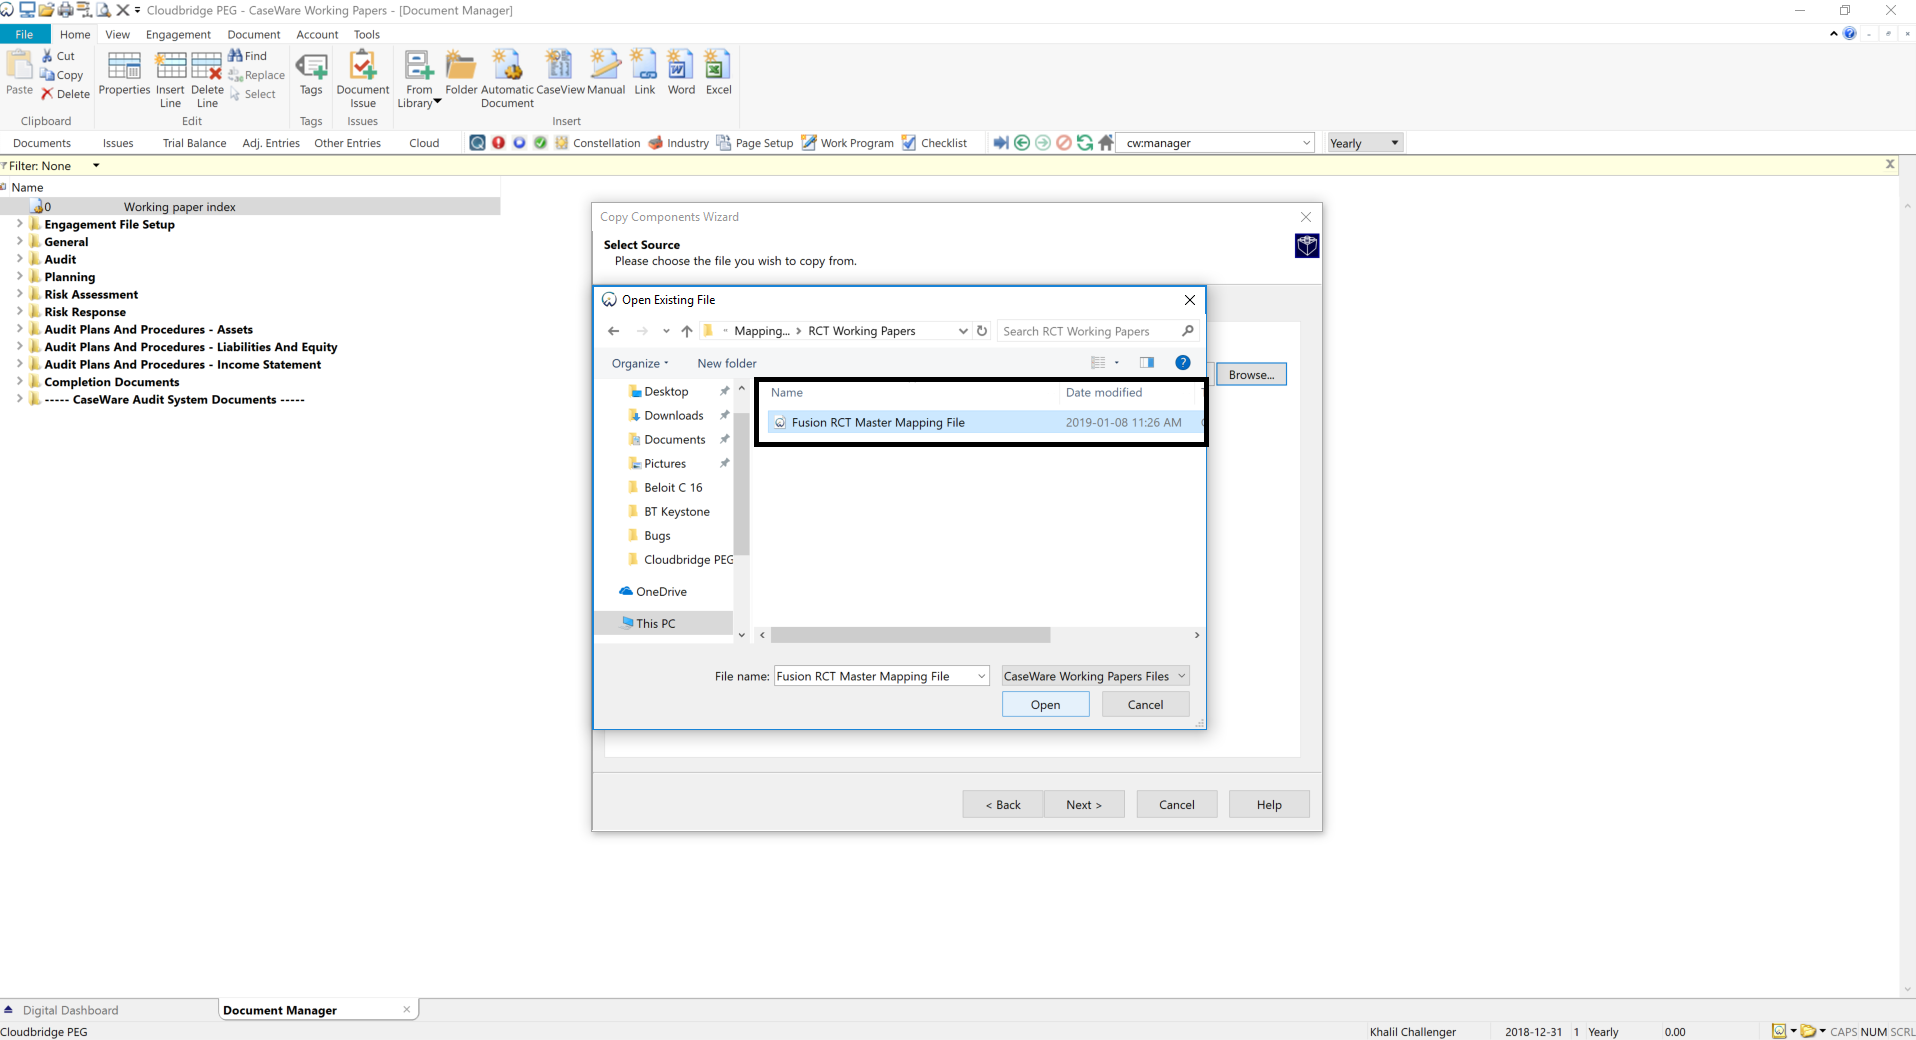 Cloudbridge PEG - CaseWare Working Papers - [Document Manager]
File Home View Engagement Document Account Tools
Paste Cut Copy Delete
Clipboard
Properties Insert Line Delete Line Find Replace Select
Edit
Tags
Tags
Document Issue
Issues
From Library Folder Automatic Document CaseView Manual Link Word Excel
Insert
Documents Issues Trial Balance Adj. Entries Other Entries Cloud Constellation Industry Page Setup Work Program Checklist cw:manager Yearly
Filter: None X
Name
0 Working paper index
Engagement File Setup
General
Audit
Planning
Risk Assessment
Risk Response
Audit Plans And Procedures - Assets
Audit Plans And Procedures - Liabilities And Equity
Audit Plans And Procedures - Income Statement
Completion Documents
----- CaseWare Audit System Documents -----
Copy Components Wizard
Select Source
Please choose the file you wish to copy from.
Browse...
Open Existing File
Mapping... > RCT Working Papers Search RCT Working Papers
Organize New folder
Desktop
Downloads
Documents
Pictures
Beloit C 16
BT Keystone
Bugs
Cloudbridge PEG
OneDrive
This PC
Name Date modified
Fusion RCT Master Mapping File 2019-01-08 11:26 AM
File name: Fusion RCT Master Mapping File CaseWare Working Papers Files
Open Cancel
< Back Next > Cancel Help
Digital Dashboard Document Manager
Cloudbridge PEG Khalil Challenger 2018-12-31 1 Yearly 0.00 CAPS NUM SCRL